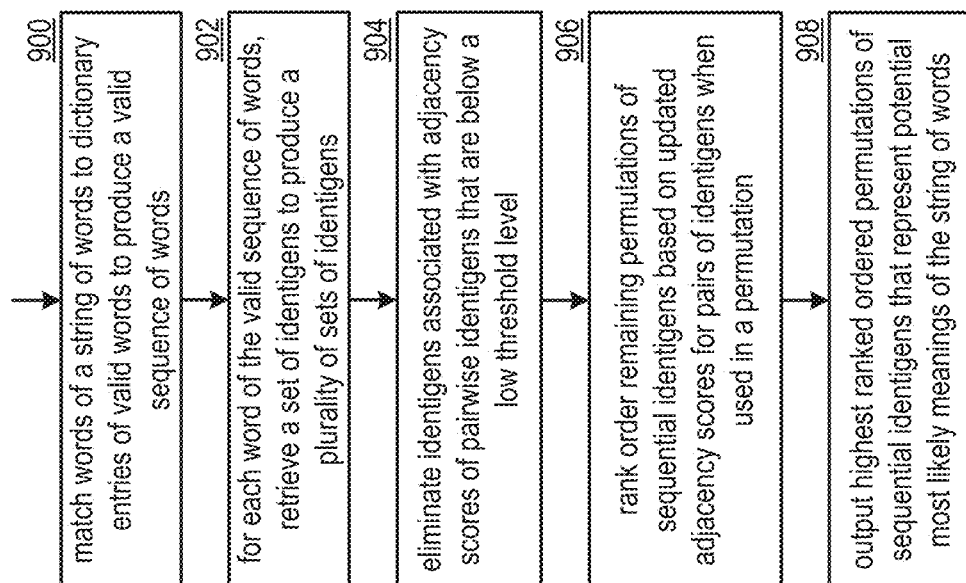 900
match words of a string of words to dictionary
entries of valid words to produce a valid
sequence of words
902
for each word of the valid sequence of words,
retrieve a set of identigens to produce a
plurality of sets of identigens
904
eliminate identigens associated with adjacency
scores of pairwise identigens that are below a
low threshold level
906
rank order remaining permutations of
sequential identigens based on updated
adjacency scores for pairs of identigens when
used in a permutation
908
output highest ranked ordered permutations of
sequential identigens that represent potential
most likely meanings of the string of words